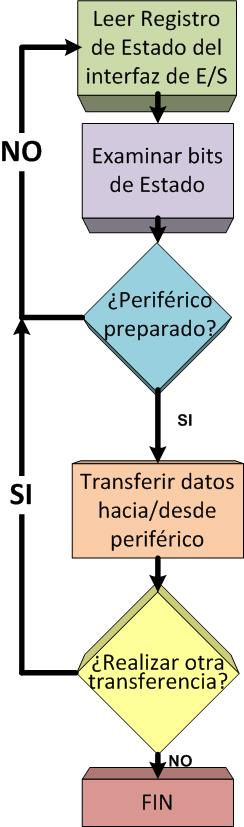 Leer Registro
de Estado del
interfaz de E/S
NO
Examinar bits
de Estado
¿Periférico
preparado?
SI
Transferir datos
hacia/desde
periférico
SI
¿Realizar otra
transferencia?
NO
FIN